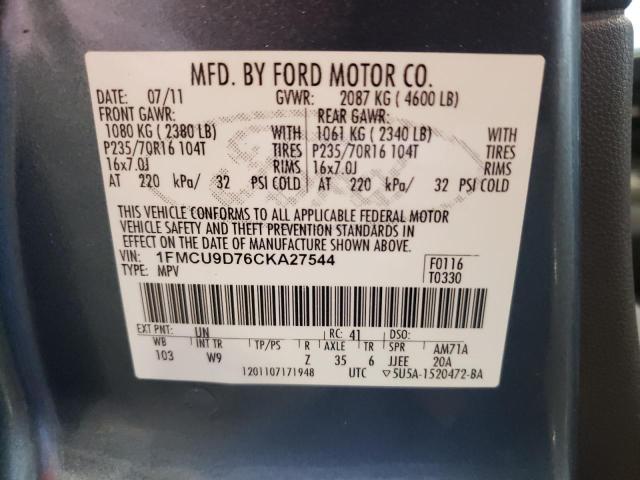 MFD. BY FORD MOTOR CO.
DATE: 07/11 GVWR: 2087 KG ( 4600 LB)
FRONT GAWR: REAR GAWR:
1080 KG ( 2380 LB) WITH 1061 KG ( 2340 LB) WITH
P235/70R16 104T TIRES P235/70R16 104T TIRES
16x7.0J RIMS 16x7.0J RIMS
AT 220 kPa/ 32 PSI COLD AT 220 kPa/ 32 PSI COLD
THIS VEHICLE CONFORMS TO ALL APPLICABLE FEDERAL MOTOR
VEHICLE SAFETY AND THEFT PREVENTION STANDARDS IN
EFFECT ON THE DATE OF MANUFACTURE SHOWN ABOVE.
VIN: 1FMCU9D76CKA27544 F0116
TYPE: MPV T0330
EXT PNT: UN RC: 41 DSO:
WB INT TR TP/PS R AXLE TR SPR AM71A
103 W9 Z 35 6 JJEE 20A
1201107171948 UTC ▽5U5A-1520472-BA